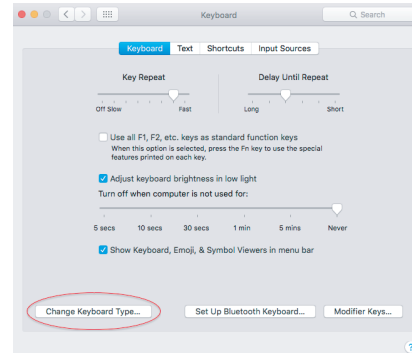 Keyboard
Search
Keyboard Text Shortcuts Input Sources
Key Repeat Delay Until Repeat
Off Slow Fast Long Short
Use all F1, F2, etc. keys as standard function keys
When this option is selected, press the Fn key to use the special
features printed on each key.
Adjust keyboard brightness in low light
Turn off when computer is not used for:
5 secs 10 secs 30 secs 1 min 5 mins Never
Show Keyboard, Emoji, & Symbol Viewers in menu bar
Change Keyboard Type... Set Up Bluetooth Keyboard... Modifier Keys...
?